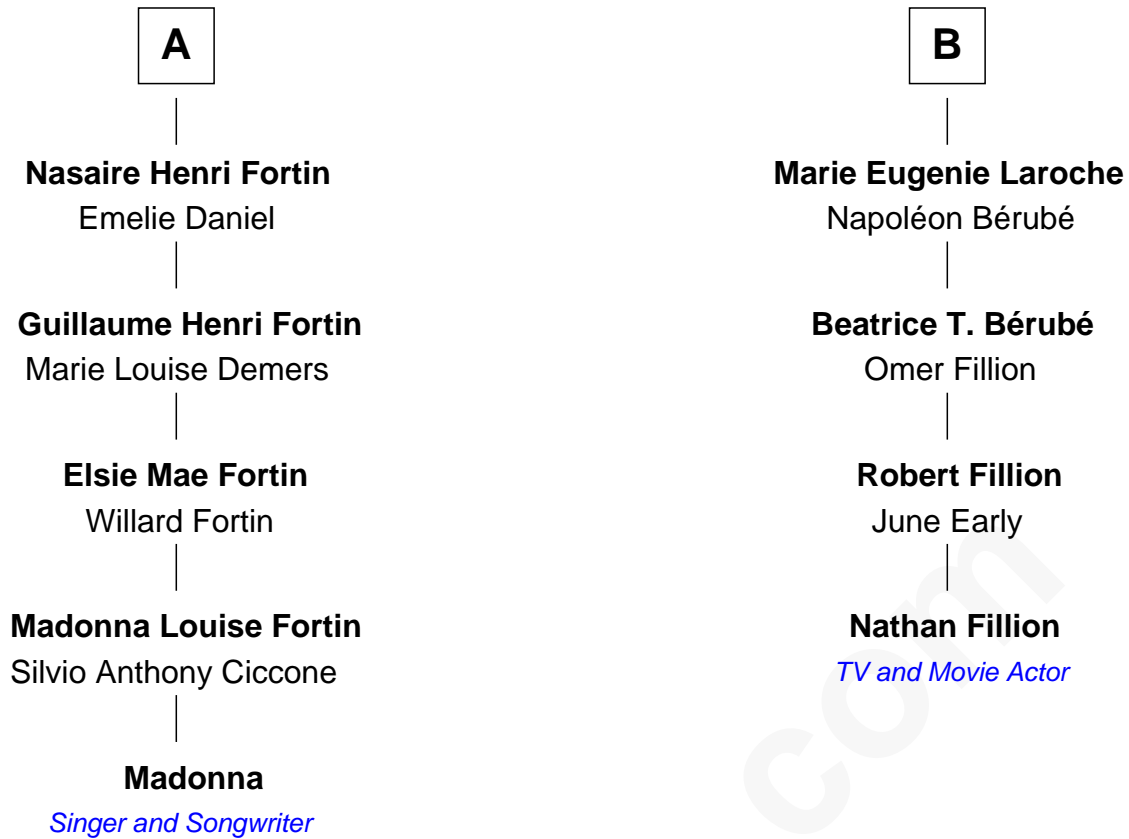 A
Nasaire Henri Fortin
Emelie Daniel
Guillaume Henri Fortin
Marie Louise Demers
Elsie Mae Fortin
Willard Fortin
Madonna Louise Fortin
Silvio Anthony Ciccone
Madonna
Singer and Songwriter
B
Marie Eugenie Laroche
Napoléon Bérubé
Beatrice T. Bérubé
Omer Fillion
Robert Fillion
June Early
Nathan Fillion
TV and Movie Actor
com